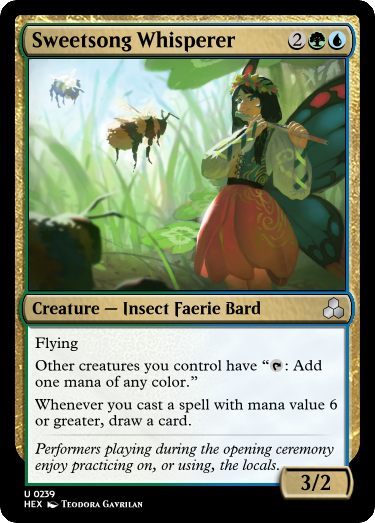 Sweetsong Whisperer 2
Creature — Insect Faerie Bard
Flying
Other creatures you control have “: Add
one mana of any color.”
Whenever you cast a spell with mana value 6
or greater, draw a card.
Performers playing during the opening ceremony
enjoy practicing on, or using, the locals.
3/2
U 0239
HEX Teodora Gavrilan